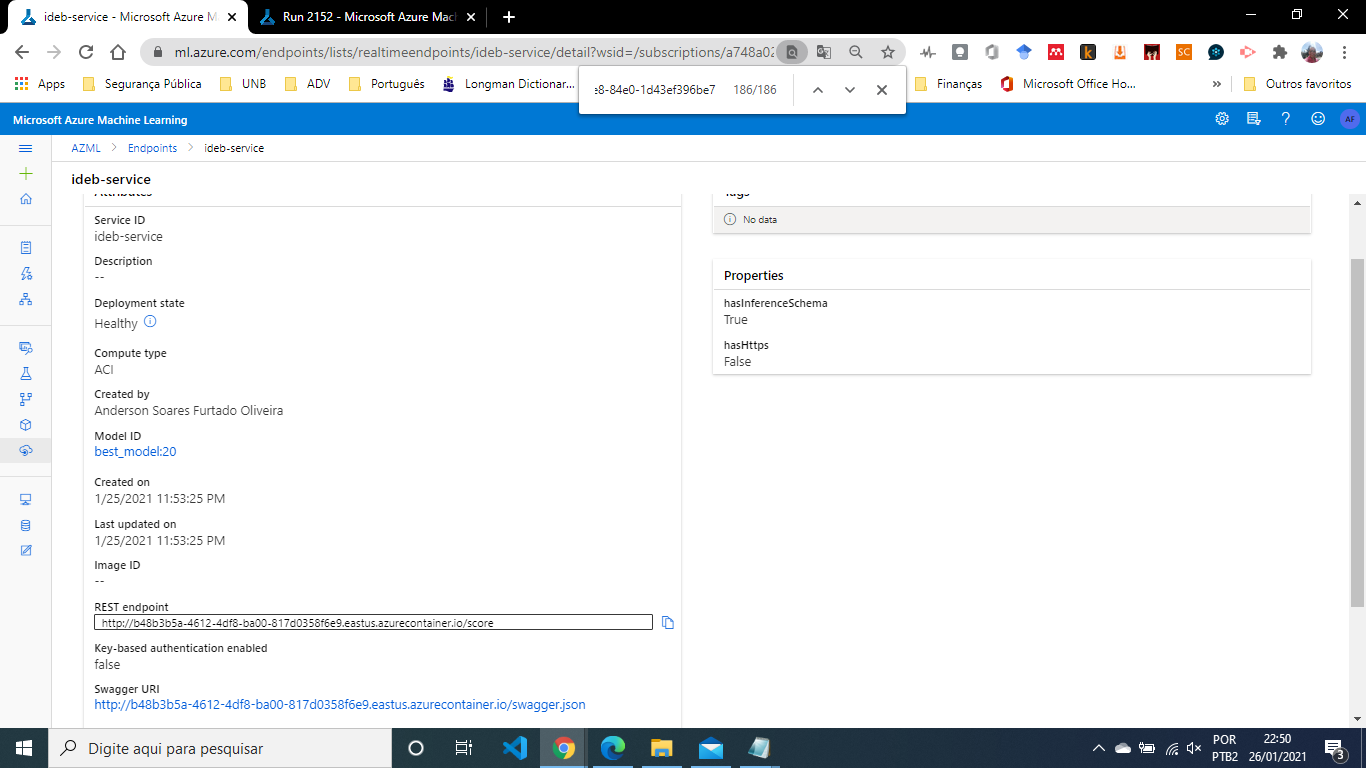 ideb-service - Microsoft Azure M
Run 2152 - Microsoft Azure Mach
ml.azure.com/endpoints/lists/realtimeendpoints/ideb-service/detail?wsid=/subscriptions/a748a02
Apps
Segurança Pública
UNB
ADV
Português
Longman Dictionar...
Finanças
Microsoft Office Ho...
»
Outros favoritos
e8-84e0-1d43ef396be7 186/186
Microsoft Azure Machine Learning
AF
AZML > Endpoints > ideb-service
ideb-service
Attributes
Service ID
ideb-service
Description
--
Deployment state
Healthy
Compute type
ACI
Created by
Anderson Soares Furtado Oliveira
Model ID
best_model:20
Created on
1/25/2021 11:53:25 PM
Last updated on
1/25/2021 11:53:25 PM
Image ID
--
REST endpoint
http://b48b3b5a-4612-4df8-ba00-817d0358f6e9.eastus.azurecontainer.io/score
Key-based authentication enabled
false
Swagger URI
http://b48b3b5a-4612-4df8-ba00-817d0358f6e9.eastus.azurecontainer.io/swagger.json
Tags
No data
Properties
hasInferenceSchema
True
hasHttps
False
Digite aqui para pesquisar
POR
PTB2
22:50
26/01/2021
3